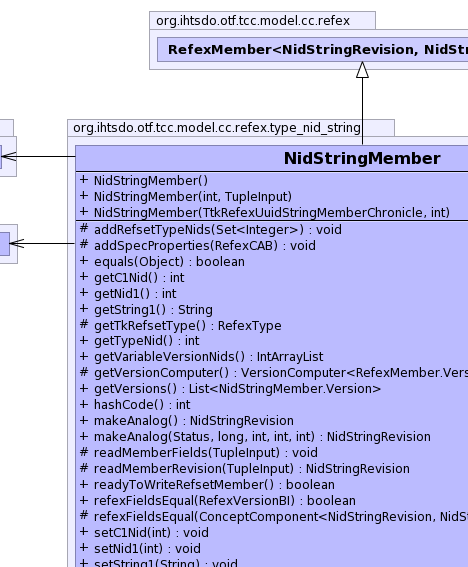 org.ihtsdo.otf.tcc.model.cc.refex
RefexMember<NidStringRevision, NidStr
org.ihtsdo.otf.tcc.model.cc.refex.type_nid_string
NidStringMember
+ NidStringMember()
+ NidStringMember(int, TupleInput)
+ NidStringMember(TtkRefexUuidStringMemberChronicle, int)
# addRefsetTypeNids(Set<Integer>) : void
# addSpecProperties(RefexCAB) : void
+ equals(Object) : boolean
+ getC1Nid() : int
+ getNid1() : int
+ getString1() : String
# getTkRefsetType() : RefexType
+ getTypeNid() : int
+ getVariableVersionNids() : IntArrayList
# getVersionComputer() : VersionComputer<RefexMember.Vers
+ getVersions() : List<NidStringMember.Version>
+ hashCode() : int
+ makeAnalog() : NidStringRevision
+ makeAnalog(Status, long, int, int, int) : NidStringRevision
# readMemberFields(TupleInput) : void
# readMemberRevision(TupleInput) : NidStringRevision
+ readyToWriteRefsetMember() : boolean
+ refexFieldsEqual(RefexVersionBI) : boolean
# refexFieldsEqual(ConceptComponent<NidStringRevision, NidSt
+ setC1Nid(int) : void
+ setNid1(int) : void
+ setString1(String) : void